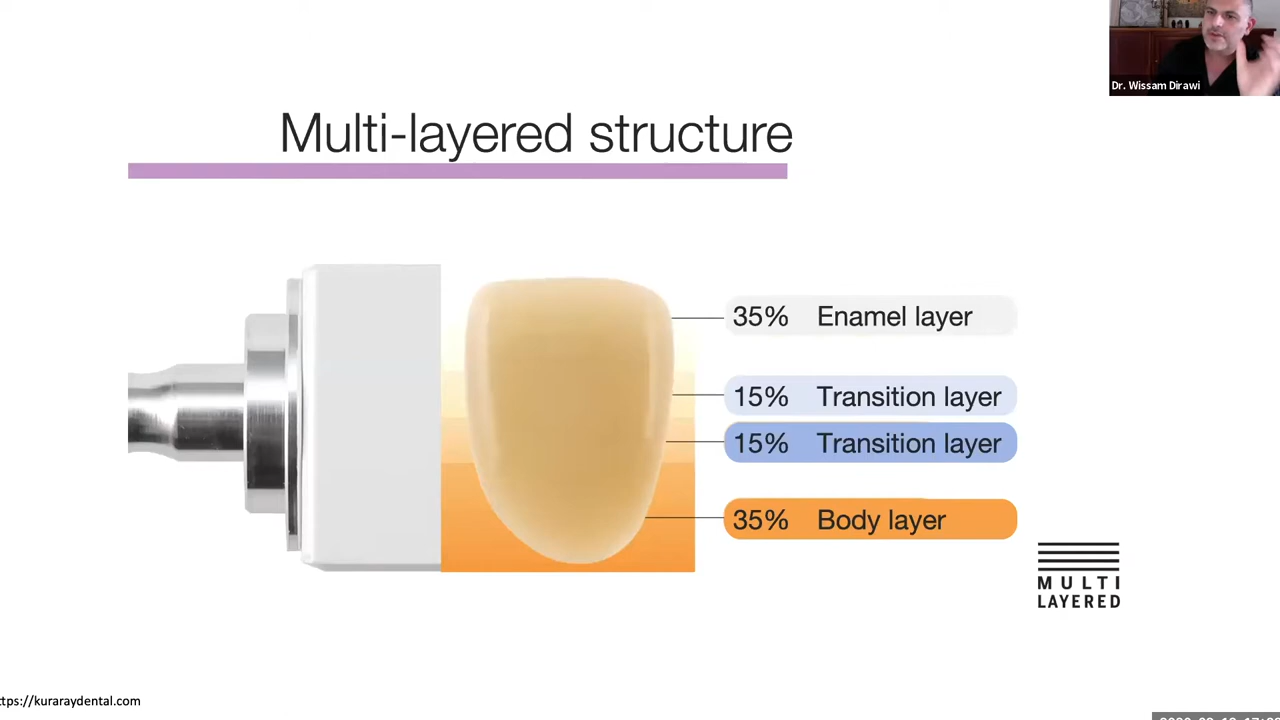 Dr. Wissam Dirawi
Multi-layered structure
35% Enamel layer
15% Transition layer
15% Transition layer
35% Body layer
MULTI
LAYERED
ttps://kuraraydental.com